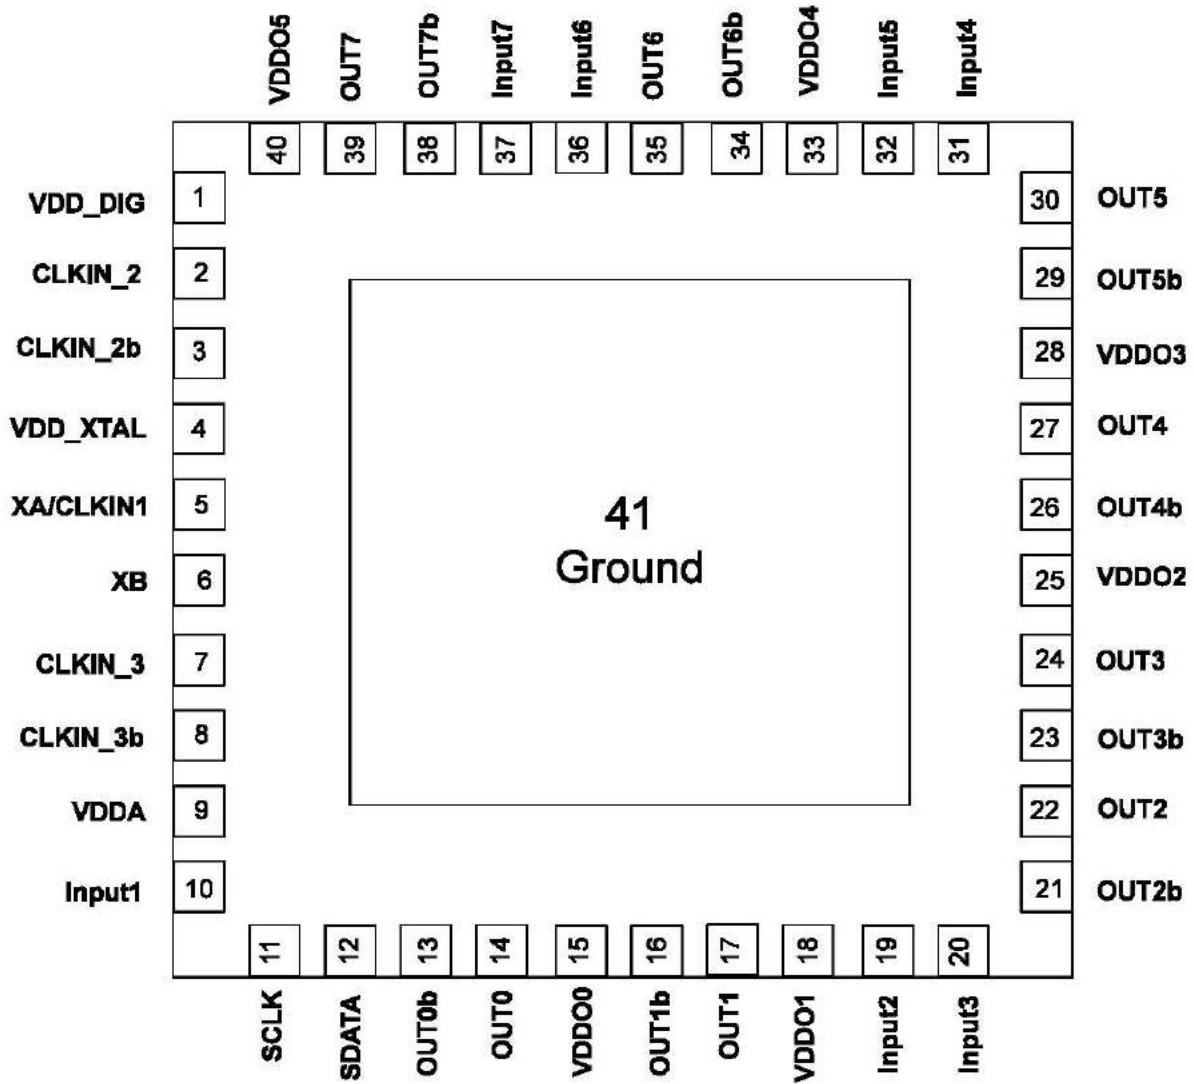 VDDO5
OUT7
OUT7b
Input7
Input6
OUT6
OUT6b
VDDO4
Input5
Input4
40
39
38
37
36
35
34
33
32
31
VDD_DIG 1
30 OUT5
CLKIN_2 2
29 OUT5b
CLKIN_2b 3
28 VDDO3
VDD_XTAL 4
27 OUT4
XA/CLKIN1 5
26 OUT4b
41
Ground
XB 6
25 VDDO2
CLKIN_3 7
24 OUT3
CLKIN_3b 8
23 OUT3b
VDDA 9
22 OUT2
Input1 10
21 OUT2b
11
12
13
14
15
16
17
18
19
20
SCLK
SDATA
OUT0b
OUT0
VDDO0
OUT1b
OUT1
VDDO1
Input2
Input3